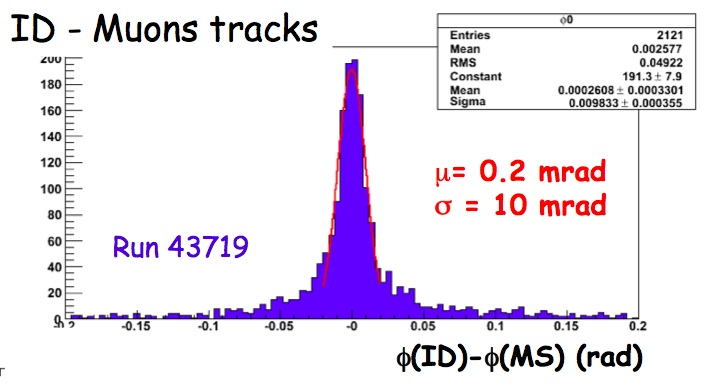 ID - Muons tracks
φ0
Entries 2121
Mean 0.002577
RMS 0.04922
Constant 191.3 ± 7.9
Mean 0.0002608 ± 0.0003301
Sigma 0.009833 ± 0.000355
200
180
160
140
120
100
80
60
40
20
0
μ= 0.2 mrad
σ = 10 mrad
Run 43719
-0.15 -0.1 -0.05 -0 0.05 0.1 0.15 0.2
ϕ(ID)-ϕ(MS) (rad)